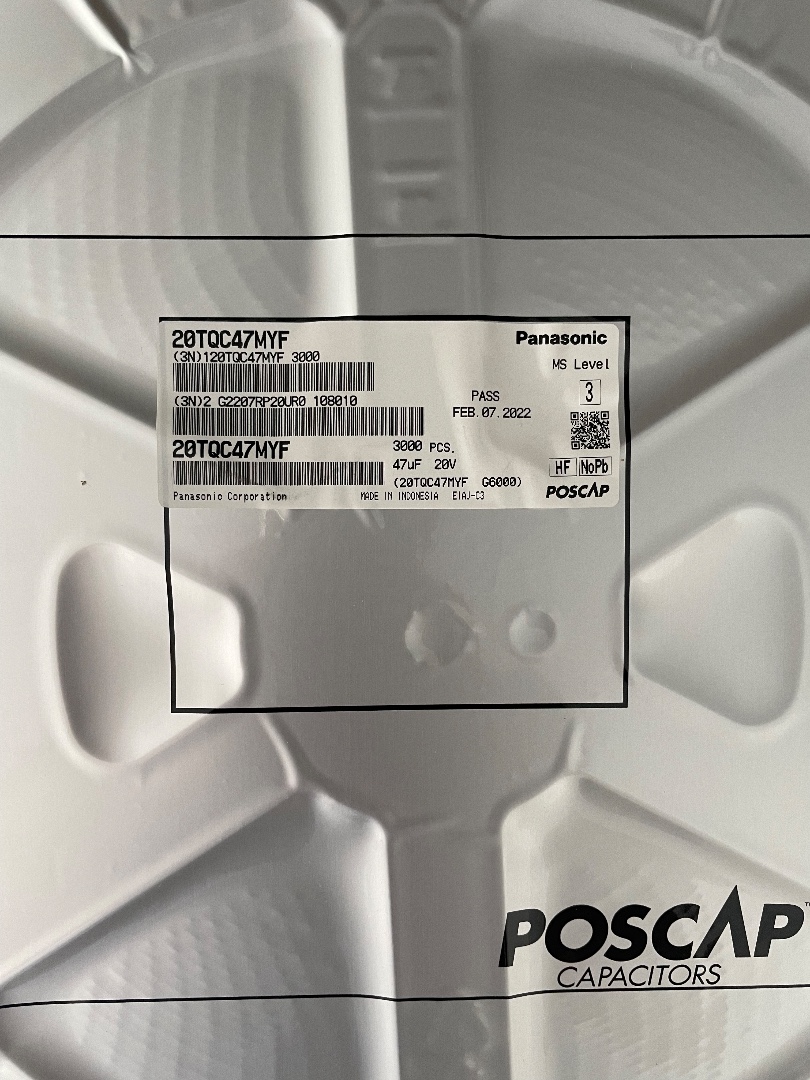 20TQC47MYF
Panasonic
(3N)120TQC47MYF 3000
MS Level
3
(3N)2 G2207RP20UR0 108010
PASS
FEB.07.2022
20TQC47MYF
3000 PCS.
47uF 20V
HF NoPb
(20TQC47MYF G6000)
POSCAP
Panasonic Corporation
MADE IN INDONESIA EIAJ-C3
POSCAP™
CAPACITORS